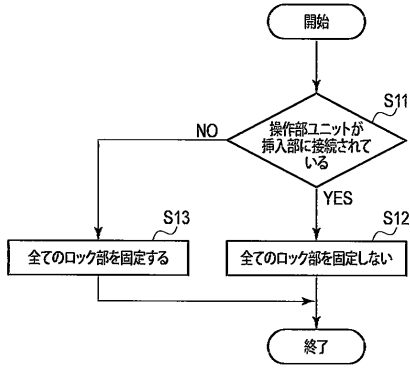 開始
S11
操作部ユニットが
挿入部に接続されて
いる
NO
YES
S13
全てのロック部を固定する
S12
全てのロック部を固定しない
終了